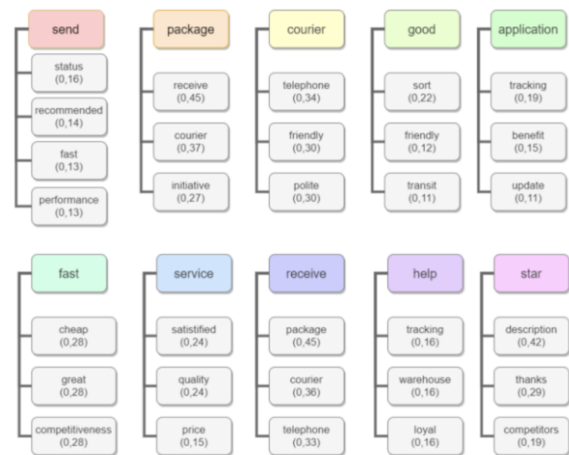 send
package
courier
good
application
status
(0,16)
recommended
(0,14)
fast
(0,13)
performance
(0,13)
receive
(0,45)
courier
(0,37)
initiative
(0,27)
telephone
(0,34)
friendly
(0,30)
polite
(0,30)
sort
(0,22)
friendly
(0,12)
transit
(0,11)
tracking
(0,19)
benefit
(0,15)
update
(0,11)
fast
service
receive
help
star
cheap
(0,28)
great
(0,28)
competitiveness
(0,28)
satistified
(0,24)
quality
(0,24)
price
(0,15)
package
(0,45)
courier
(0,36)
telephone
(0,33)
tracking
(0,16)
warehouse
(0,16)
loyal
(0,16)
description
(0,42)
thanks
(0,29)
competitors
(0,19)